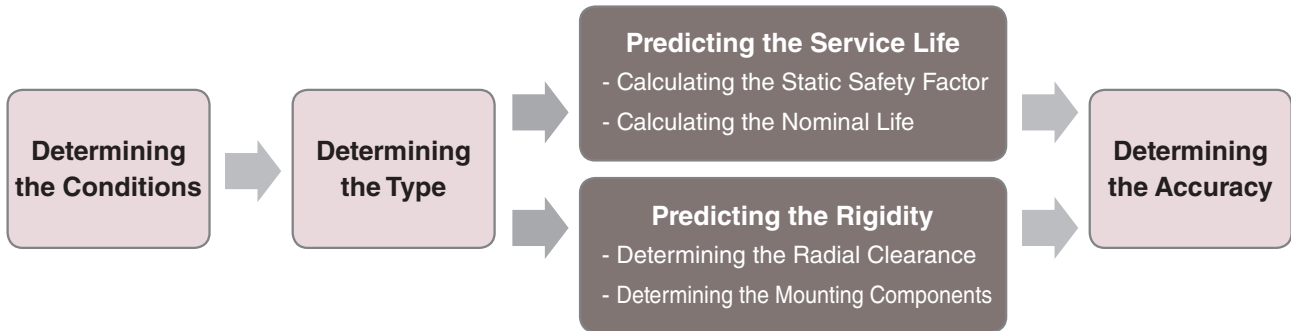 Determining
the Conditions
Determining
the Type
Predicting the Service Life
- Calculating the Static Safety Factor
- Calculating the Nominal Life
Predicting the Rigidity
- Determining the Radial Clearance
- Determining the Mounting Components
Determining
the Accuracy